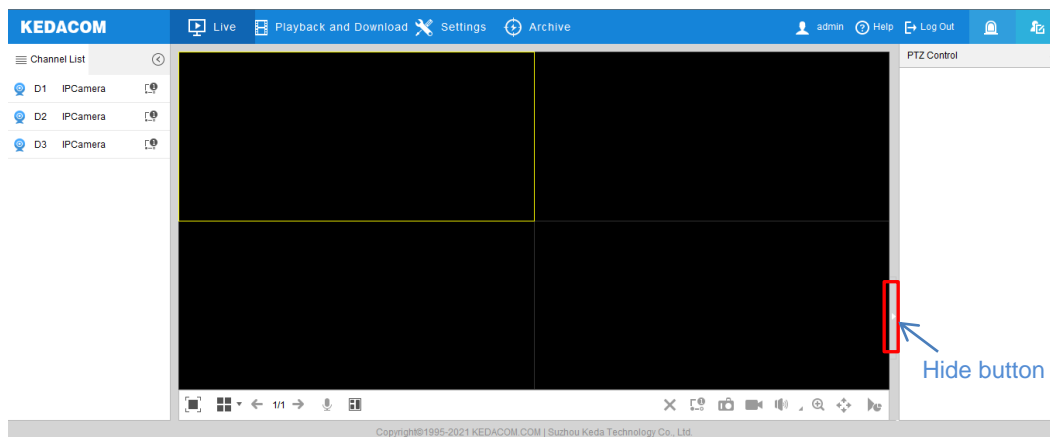 KEDACOM Live Playback and Download Settings Archive admin Help Log Out
Channel List
PTZ Control
D1 IPCamera
D2 IPCamera
D3 IPCamera
Hide button
1/1
Copyright©1995-2021 KEDACOM.COM | Suzhou Keda Technology Co., Ltd.